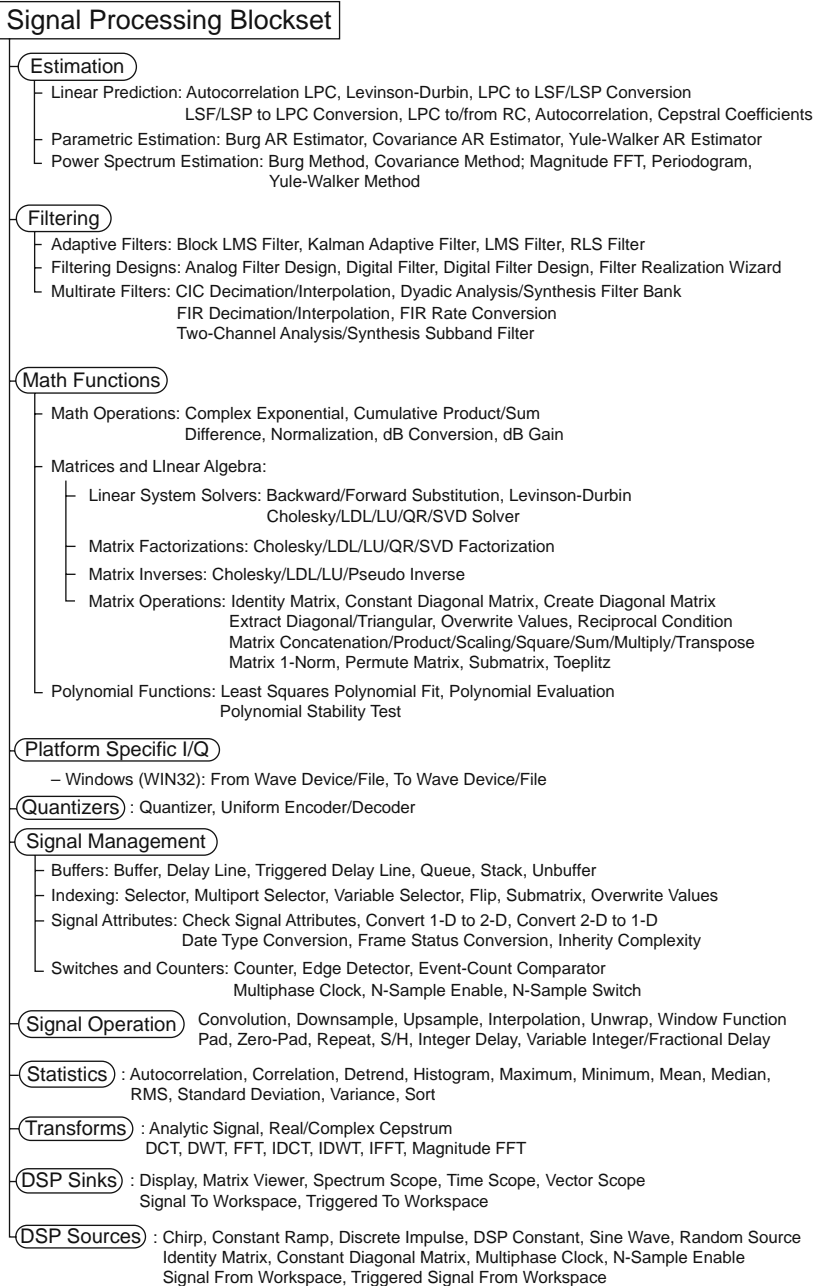 Signal Processing Blockset
Estimation
Linear Prediction: Autocorrelation LPC, Levinson-Durbin, LPC to LSF/LSP Conversion
LSF/LSP to LPC Conversion, LPC to/from RC, Autocorrelation, Cepstral Coefficients
Parametric Estimation: Burg AR Estimator, Covariance AR Estimator, Yule-Walker AR Estimator
Power Spectrum Estimation: Burg Method, Covariance Method; Magnitude FFT, Periodogram,
Yule-Walker Method
Filtering
Adaptive Filters: Block LMS Filter, Kalman Adaptive Filter, LMS Filter, RLS Filter
Filtering Designs: Analog Filter Design, Digital Filter, Digital Filter Design, Filter Realization Wizard
Multirate Filters: CIC Decimation/Interpolation, Dyadic Analysis/Synthesis Filter Bank
FIR Decimation/Interpolation, FIR Rate Conversion
Two-Channel Analysis/Synthesis Subband Filter
Math Functions
Math Operations: Complex Exponential, Cumulative Product/Sum
Difference, Normalization, dB Conversion, dB Gain
Matrices and LInear Algebra:
Linear System Solvers: Backward/Forward Substitution, Levinson-Durbin
Cholesky/LDL/LU/QR/SVD Solver
Matrix Factorizations: Cholesky/LDL/LU/QR/SVD Factorization
Matrix Inverses: Cholesky/LDL/LU/Pseudo Inverse
Matrix Operations: Identity Matrix, Constant Diagonal Matrix, Create Diagonal Matrix
Extract Diagonal/Triangular, Overwrite Values, Reciprocal Condition
Matrix Concatenation/Product/Scaling/Square/Sum/Multiply/Transpose
Matrix 1-Norm, Permute Matrix, Submatrix, Toeplitz
Polynomial Functions: Least Squares Polynomial Fit, Polynomial Evaluation
Polynomial Stability Test
Platform Specific I/Q
– Windows (WIN32): From Wave Device/File, To Wave Device/File
Quantizers : Quantizer, Uniform Encoder/Decoder
Signal Management
Buffers: Buffer, Delay Line, Triggered Delay Line, Queue, Stack, Unbuffer
Indexing: Selector, Multiport Selector, Variable Selector, Flip, Submatrix, Overwrite Values
Signal Attributes: Check Signal Attributes, Convert 1-D to 2-D, Convert 2-D to 1-D
Date Type Conversion, Frame Status Conversion, Inherity Complexity
Switches and Counters: Counter, Edge Detector, Event-Count Comparator
Multiphase Clock, N-Sample Enable, N-Sample Switch
Signal Operation Convolution, Downsample, Upsample, Interpolation, Unwrap, Window Function
Pad, Zero-Pad, Repeat, S/H, Integer Delay, Variable Integer/Fractional Delay
Statistics : Autocorrelation, Correlation, Detrend, Histogram, Maximum, Minimum, Mean, Median,
RMS, Standard Deviation, Variance, Sort
Transforms : Analytic Signal, Real/Complex Cepstrum
DCT, DWT, FFT, IDCT, IDWT, IFFT, Magnitude FFT
DSP Sinks : Display, Matrix Viewer, Spectrum Scope, Time Scope, Vector Scope
Signal To Workspace, Triggered To Workspace
DSP Sources : Chirp, Constant Ramp, Discrete Impulse, DSP Constant, Sine Wave, Random Source
Identity Matrix, Constant Diagonal Matrix, Multiphase Clock, N-Sample Enable
Signal From Workspace, Triggered Signal From Workspace